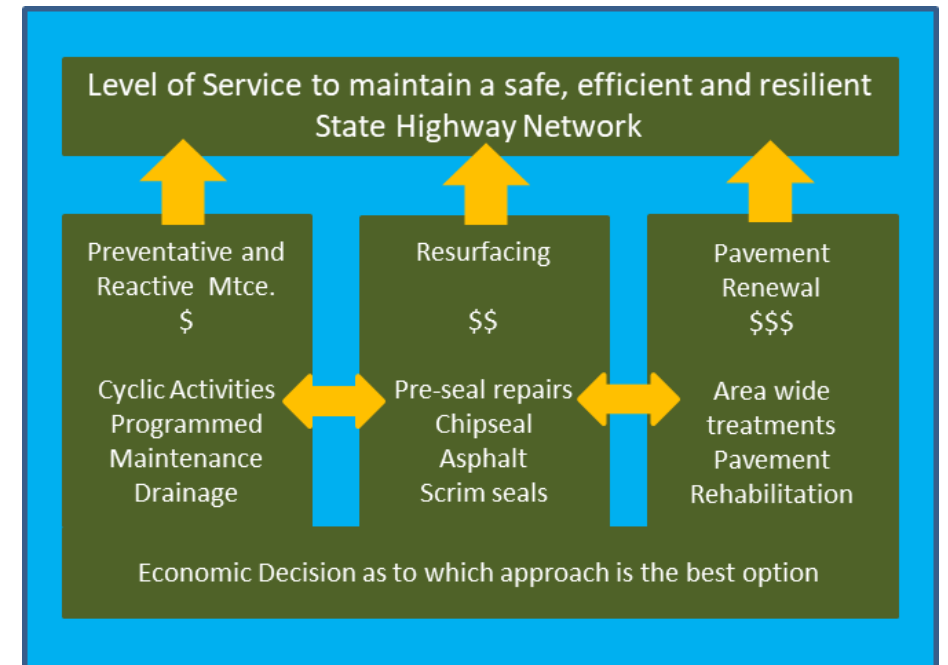 Level of Service to maintain a safe, efficient and resilient
State Highway Network
Preventative and
Reactive Mtce.
$
Cyclic Activities
Programmed
Maintenance
Drainage
Resurfacing
$$
Pre-seal repairs
Chipseal
Asphalt
Scrim seals
Pavement
Renewal
$$$
Area wide
treatments
Pavement
Rehabilitation
Economic Decision as to which approach is the best option